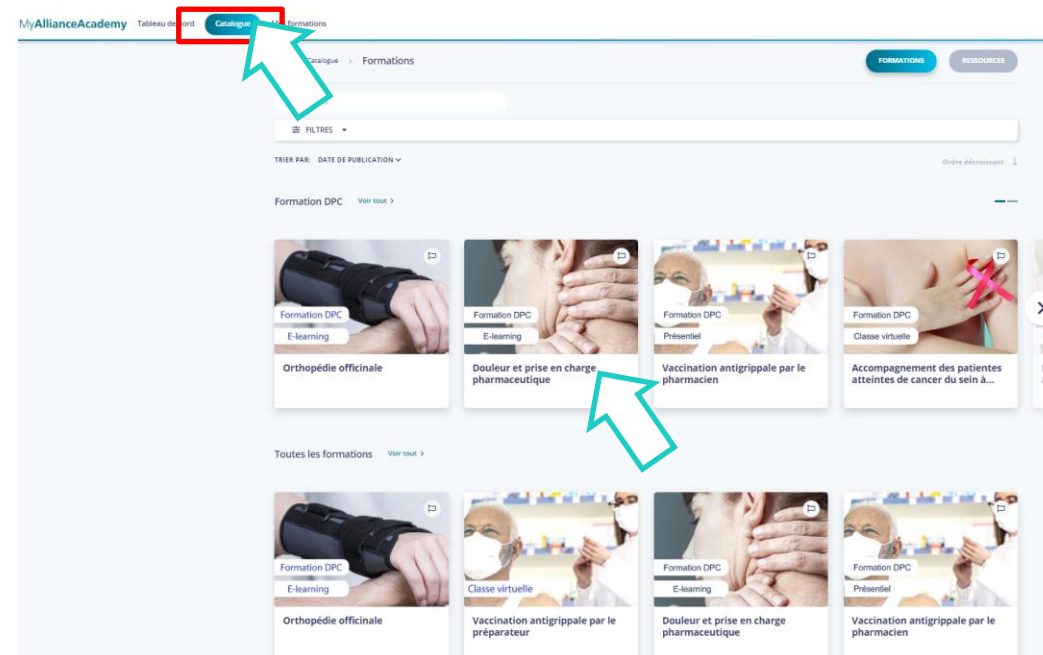 MyAllianceAcademy Tableau de bord Catalogue Mes formations
Catalogue > Formations
FORMATIONS RESSOURCES
FILTRES
TRIER PAR: DATE DE PUBLICATION
Ordre décroissant ↓
Formation DPC Voir tout >
Formation DPC
E-learning
Orthopédie officinale
Formation DPC
E-learning
Douleur et prise en charge
pharmaceutique
Formation DPC
Présentiel
Vaccination antigrippale par le
pharmacien
Formation DPC
Classe virtuelle
Accompagnement des patientes
atteintes de cancer du sein à...
Toutes les formations Voir tout >
Formation DPC
E-learning
Orthopédie officinale
Classe virtuelle
Vaccination antigrippale par le
préparateur
Formation DPC
E-learning
Douleur et prise en charge
pharmaceutique
Formation DPC
Présentiel
Vaccination antigrippale par le
pharmacien